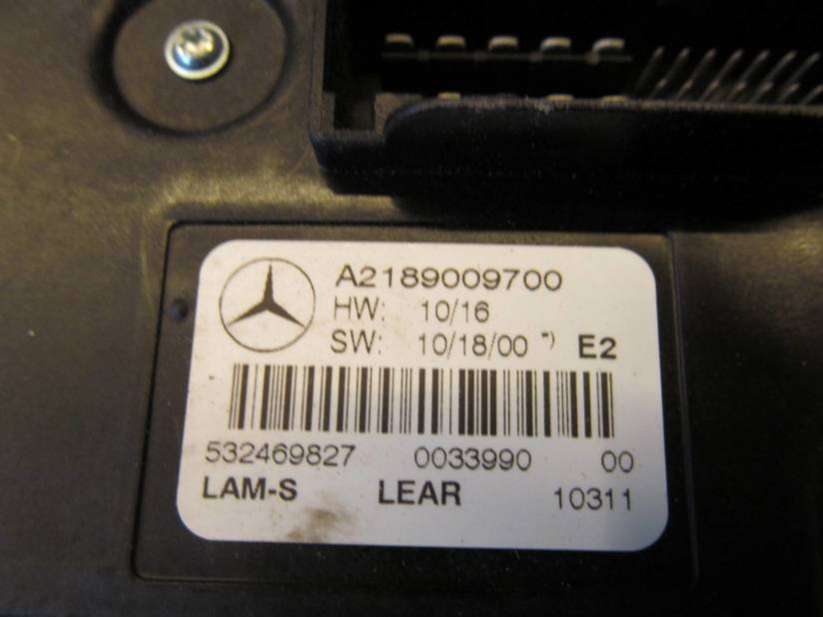 A2189009700
HW: 10/16
SW: 10/18/00 *) E2
532469827 0033990 00
LAM-S LEAR 10311